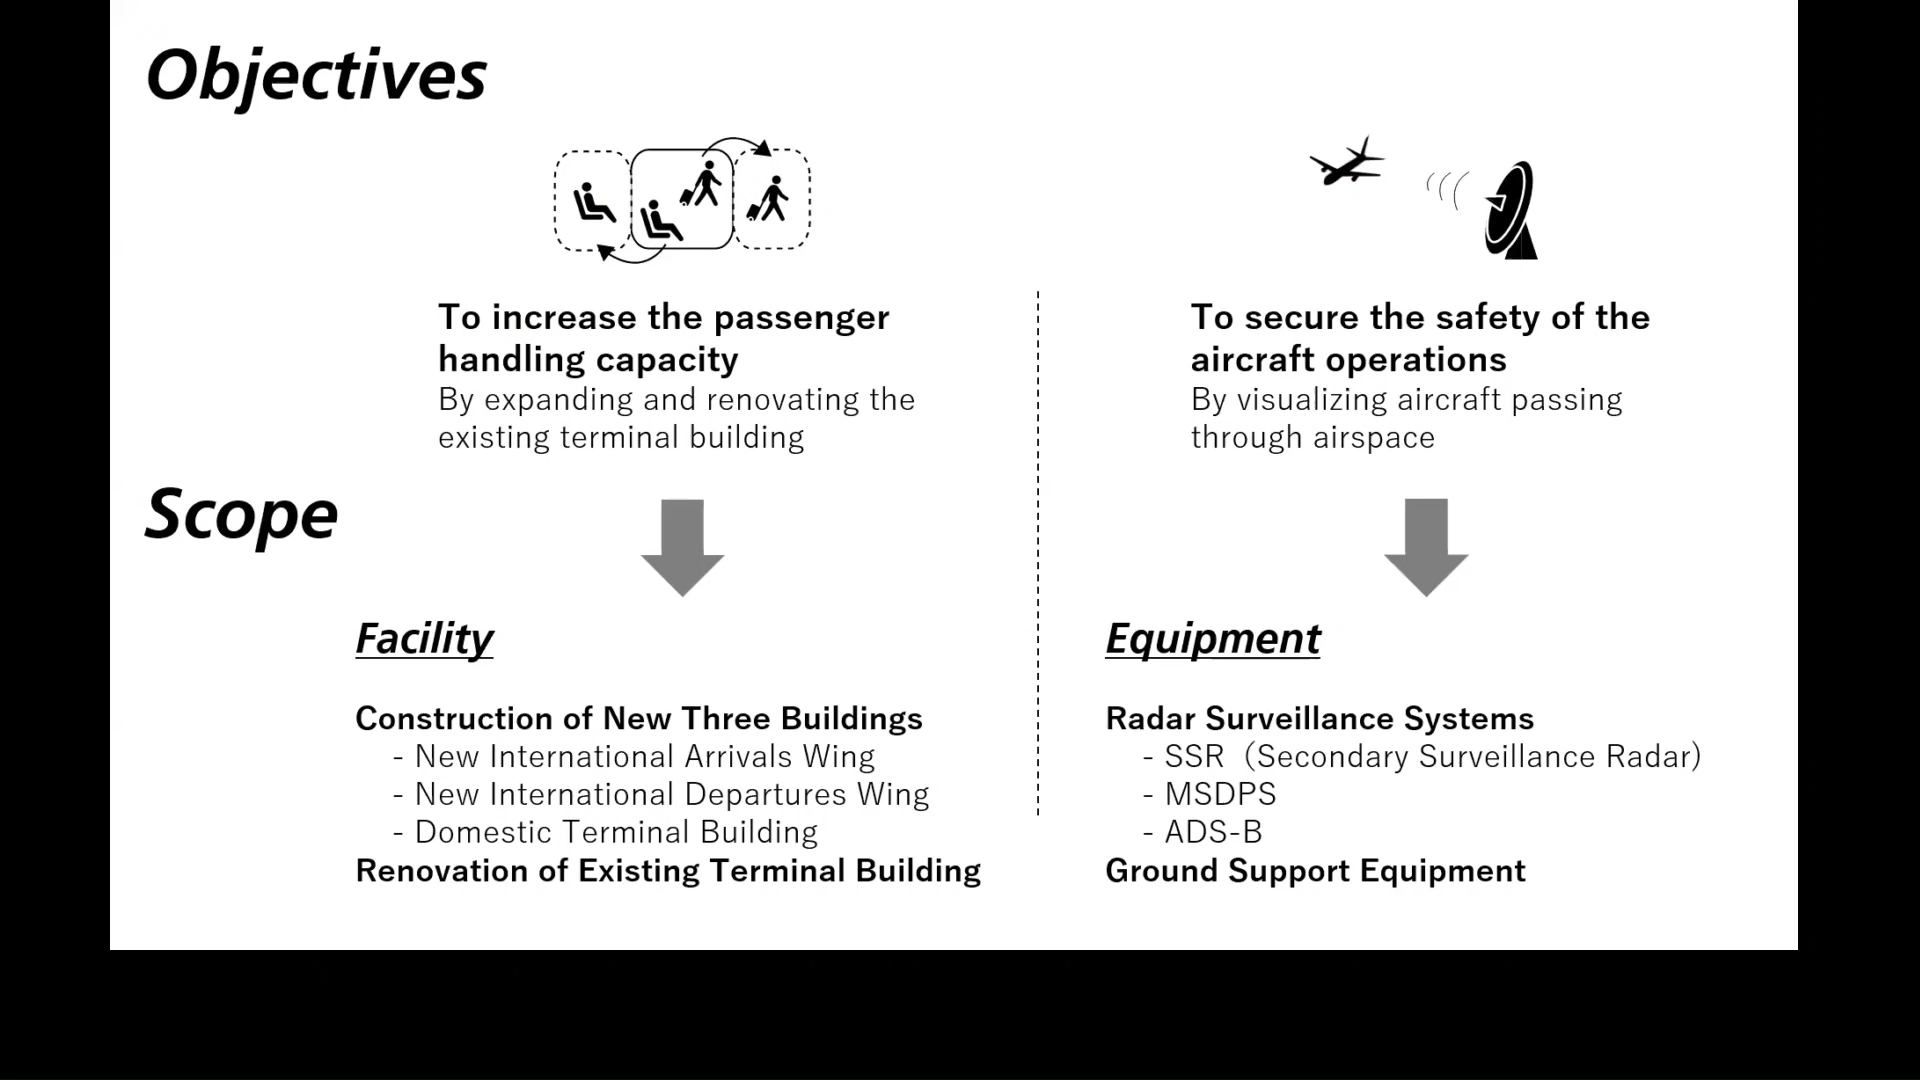 Objectives
To increase the passenger
handling capacity
By expanding and renovating the
existing terminal building
To secure the safety of the
aircraft operations
By visualizing aircraft passing
through airspace
Scope
Facility
Construction of New Three Buildings
- New International Arrivals Wing
- New International Departures Wing
- Domestic Terminal Building
Renovation of Existing Terminal Building
Equipment
Radar Surveillance Systems
- SSR（Secondary Surveillance Radar）
- MSDPS
- ADS-B
Ground Support Equipment